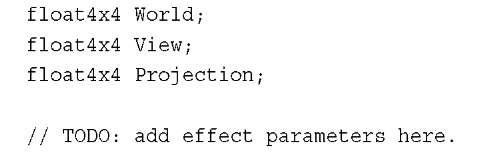 float4x4 World;
float4x4 View;
float4x4 Projection;
// TODO: add effect parameters here.